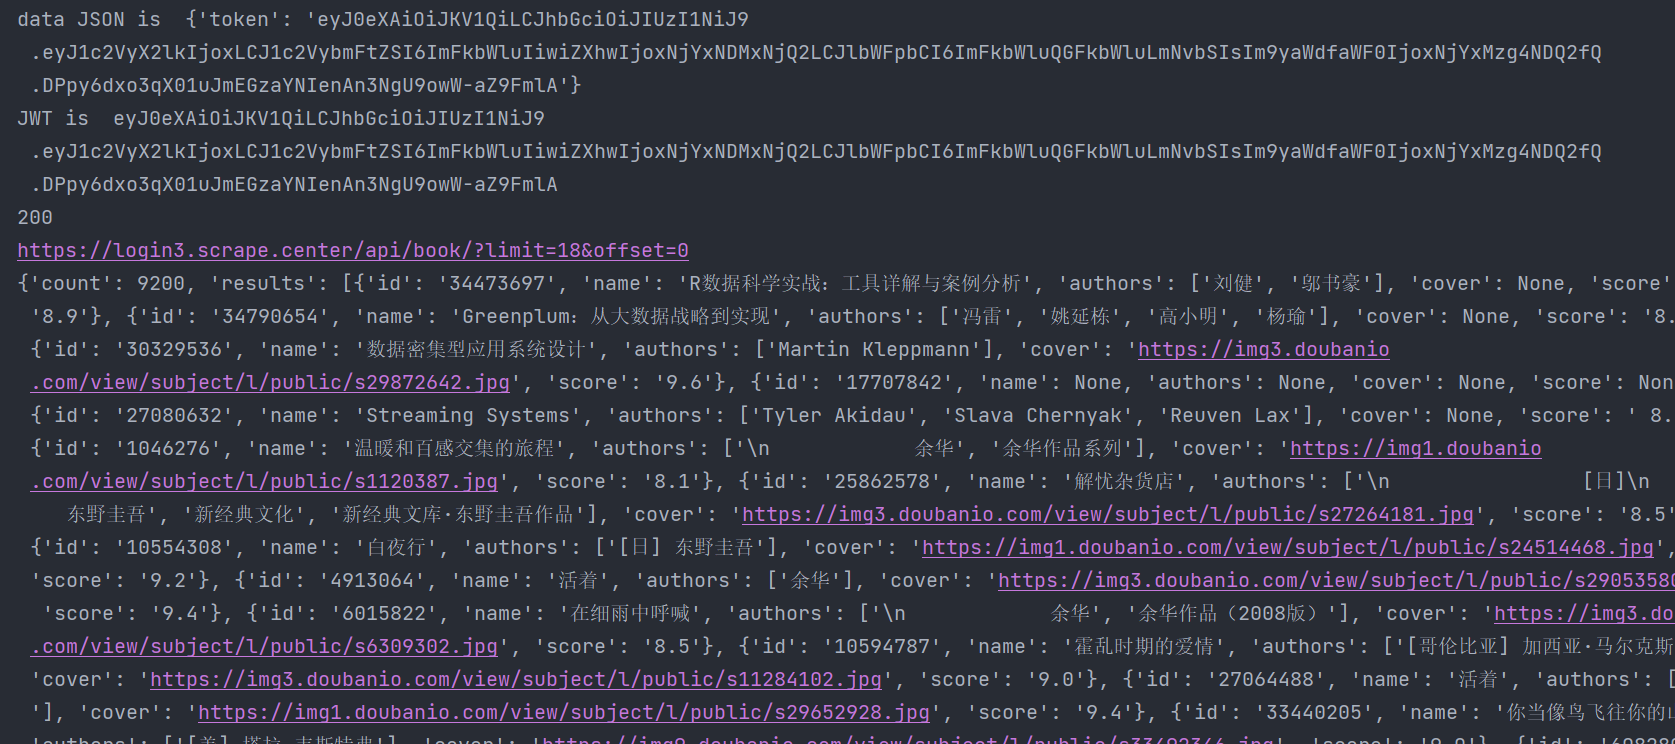 data JSON is  {'token': 'eyJ0eXAiOiJKV1QiLCJhbGciOiJIUzI1NiJ9
.eyJ1c2VyX2lkIjoxLCJ1c2VybmFtZSI6ImFkbWluIiwiZXhwIjoxNjYxNDMxNjQ2LCJlbWFpbCI6ImFkbWluQGFkbWluLmNvbSIsIm9yaWdfaWF0IjoxNjYxMzg4NDQ2fQ
.DPpy6dxo3qX01uJmEGzaYNIenAn3NgU9owW-aZ9FmlA'}
JWT is  eyJ0eXAiOiJKV1QiLCJhbGciOiJIUzI1NiJ9
.eyJ1c2VyX2lkIjoxLCJ1c2VybmFtZSI6ImFkbWluIiwiZXhwIjoxNjYxNDMxNjQ2LCJlbWFpbCI6ImFkbWluQGFkbWluLmNvbSIsIm9yaWdfaWF0IjoxNjYxMzg4NDQ2fQ
.DPpy6dxo3qX01uJmEGzaYNIenAn3NgU9owW-aZ9FmlA
200
https://login3.scrape.center/api/book/?limit=18&offset=0
{'count': 9200, 'results': [{'id': '34473697', 'name': 'R数据科学实战：工具详解与案例分析', 'authors': ['刘健', '邬书豪'], 'cover': None, 'score'
'8.9'}, {'id': '34790654', 'name': 'Greenplum：从大数据战略到实现', 'authors': ['冯雷', '姚延栋', '高小明', '杨瑜'], 'cover': None, 'score': '8.
{'id': '30329536', 'name': '数据密集型应用系统设计', 'authors': ['Martin Kleppmann'], 'cover': 'https://img3.doubanio
.com/view/subject/l/public/s29872642.jpg', 'score': '9.6'}, {'id': '17707842', 'name': None, 'authors': None, 'cover': None, 'score': Non
{'id': '27080632', 'name': 'Streaming Systems', 'authors': ['Tyler Akidau', 'Slava Chernyak', 'Reuven Lax'], 'cover': None, 'score': ' 8.
{'id': '1046276', 'name': '温暖和百感交集的旅程', 'authors': ['\n            余华', '余华作品系列'], 'cover': 'https://img1.doubanio
.com/view/subject/l/public/s1120387.jpg', 'score': '8.1'}, {'id': '25862578', 'name': '解忧杂货店', 'authors': ['\n                [日]\n
东野圭吾', '新经典文化', '新经典文库·东野圭吾作品'], 'cover': 'https://img3.doubanio.com/view/subject/l/public/s27264181.jpg', 'score': '8.5'
{'id': '10554308', 'name': '白夜行', 'authors': ['[日] 东野圭吾'], 'cover': 'https://img1.doubanio.com/view/subject/l/public/s24514468.jpg',
'score': '9.2'}, {'id': '4913064', 'name': '活着', 'authors': ['余华'], 'cover': 'https://img3.doubanio.com/view/subject/l/public/s2905358
'score': '9.4'}, {'id': '6015822', 'name': '在细雨中呼喊', 'authors': ['\n            余华', '余华作品（2008版）'], 'cover': 'https://img3.do
.com/view/subject/l/public/s6309302.jpg', 'score': '8.5'}, {'id': '10594787', 'name': '霍乱时期的爱情', 'authors': ['[哥伦比亚] 加西亚·马尔克斯
'cover': 'https://img3.doubanio.com/view/subject/l/public/s11284102.jpg', 'score': '9.0'}, {'id': '27064488', 'name': '活着', 'authors': [
'], 'cover': 'https://img1.doubanio.com/view/subject/l/public/s29652928.jpg', 'score': '9.4'}, {'id': '33440205', 'name': '你当像鸟飞往你的
'authors': ['[美] 塔拉·韦斯特弗'], 'cover': 'https://img9.doubanio.com/view/subject/l/public/s33492346.jpg', 'score':